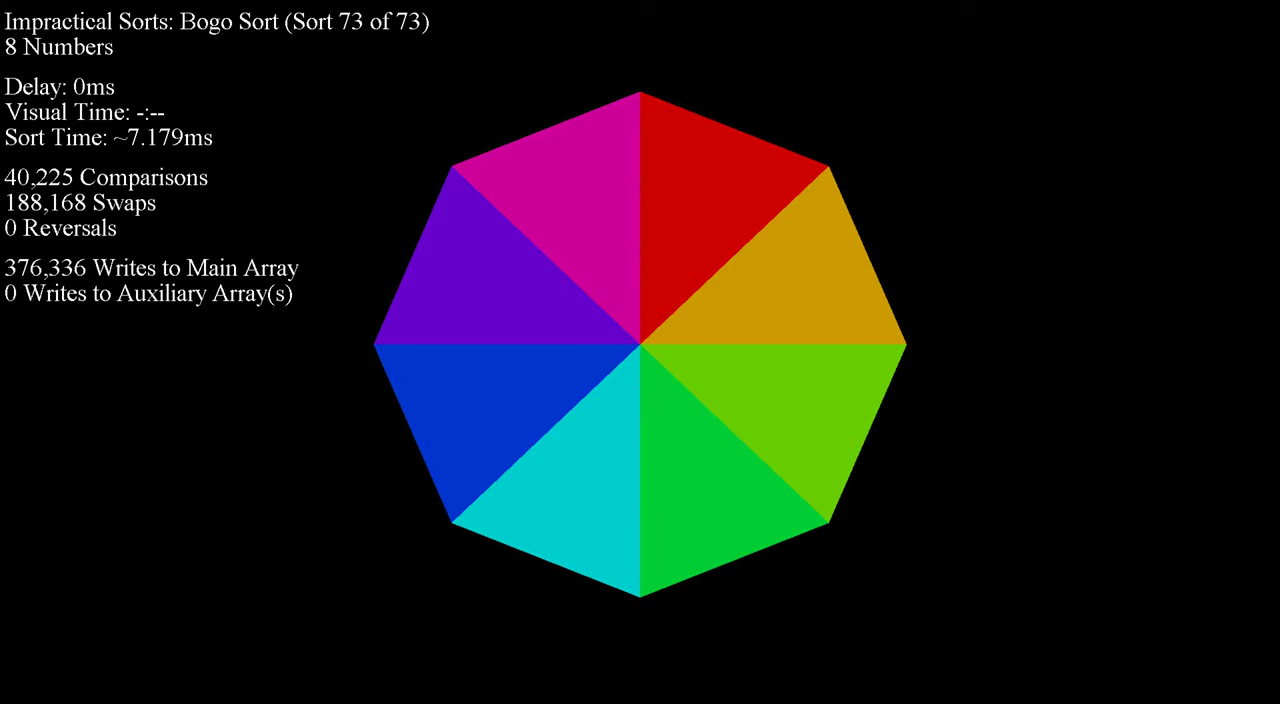 Impractical Sorts: Bogo Sort (Sort 73 of 73)
8 Numbers
Delay: 0ms
Visual Time: -:--
Sort Time: ~7.179ms
40,225 Comparisons
188,168 Swaps
0 Reversals
376,336 Writes to Main Array
0 Writes to Auxiliary Array(s)